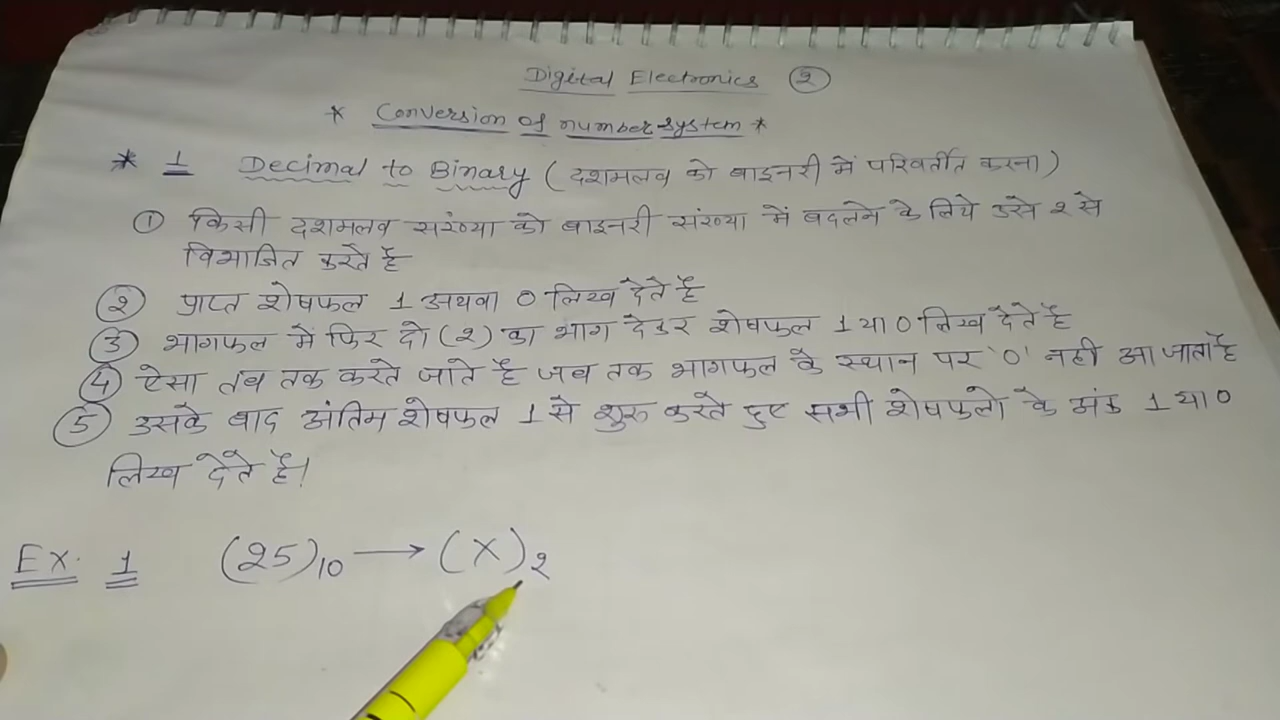 Digital Electronics (2)
* Conversion of number system *
* 1 Decimal to Binary (दशमलव को बाइनरी में परिवर्तीत करना)
(1) किसी दशमलव संख्या को बाइनरी संख्या में बदलने के लिये उसे 2 से
विभाजित करते है
(2) प्राप्त शेषफल 1 अथवा 0 लिख देते है
(3) भागफल में फिर दो (2) का भाग देकर शेषफल 1 या 0 लिख देते है
(4) ऐसा तब तक करते जाते है जब तक भागफल के स्थान पर '0' नही आ जाता है
(5) उसके बाद अंतिम शेषफल 1 से शुरू करते हुए सभी शेषफलो के अंक 1 या 0
लिख देते है।
Ex. 1 (25)₁₀ → (X)₂